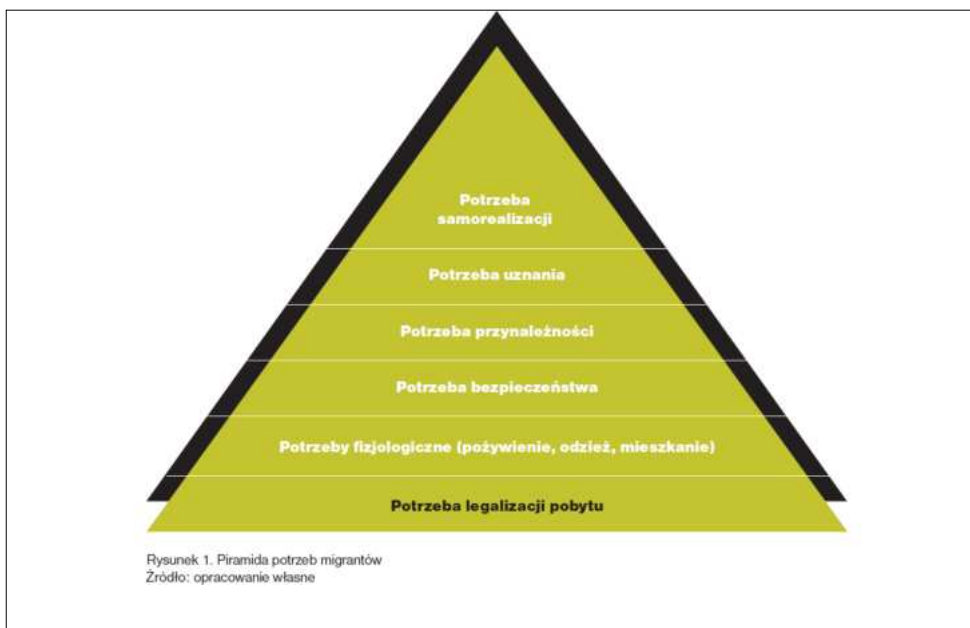 Potrzeba
samorealizacji
Potrzeba uznania
Potrzeba przynależności
Potrzeba bezpieczeństwa
Potrzeby fizjologiczne (pożywienie, odzież, mieszkanie)
Potrzeba legalizacji pobytu
Rysunek 1. Piramida potrzeb migrantów
Źródło: opracowanie własne